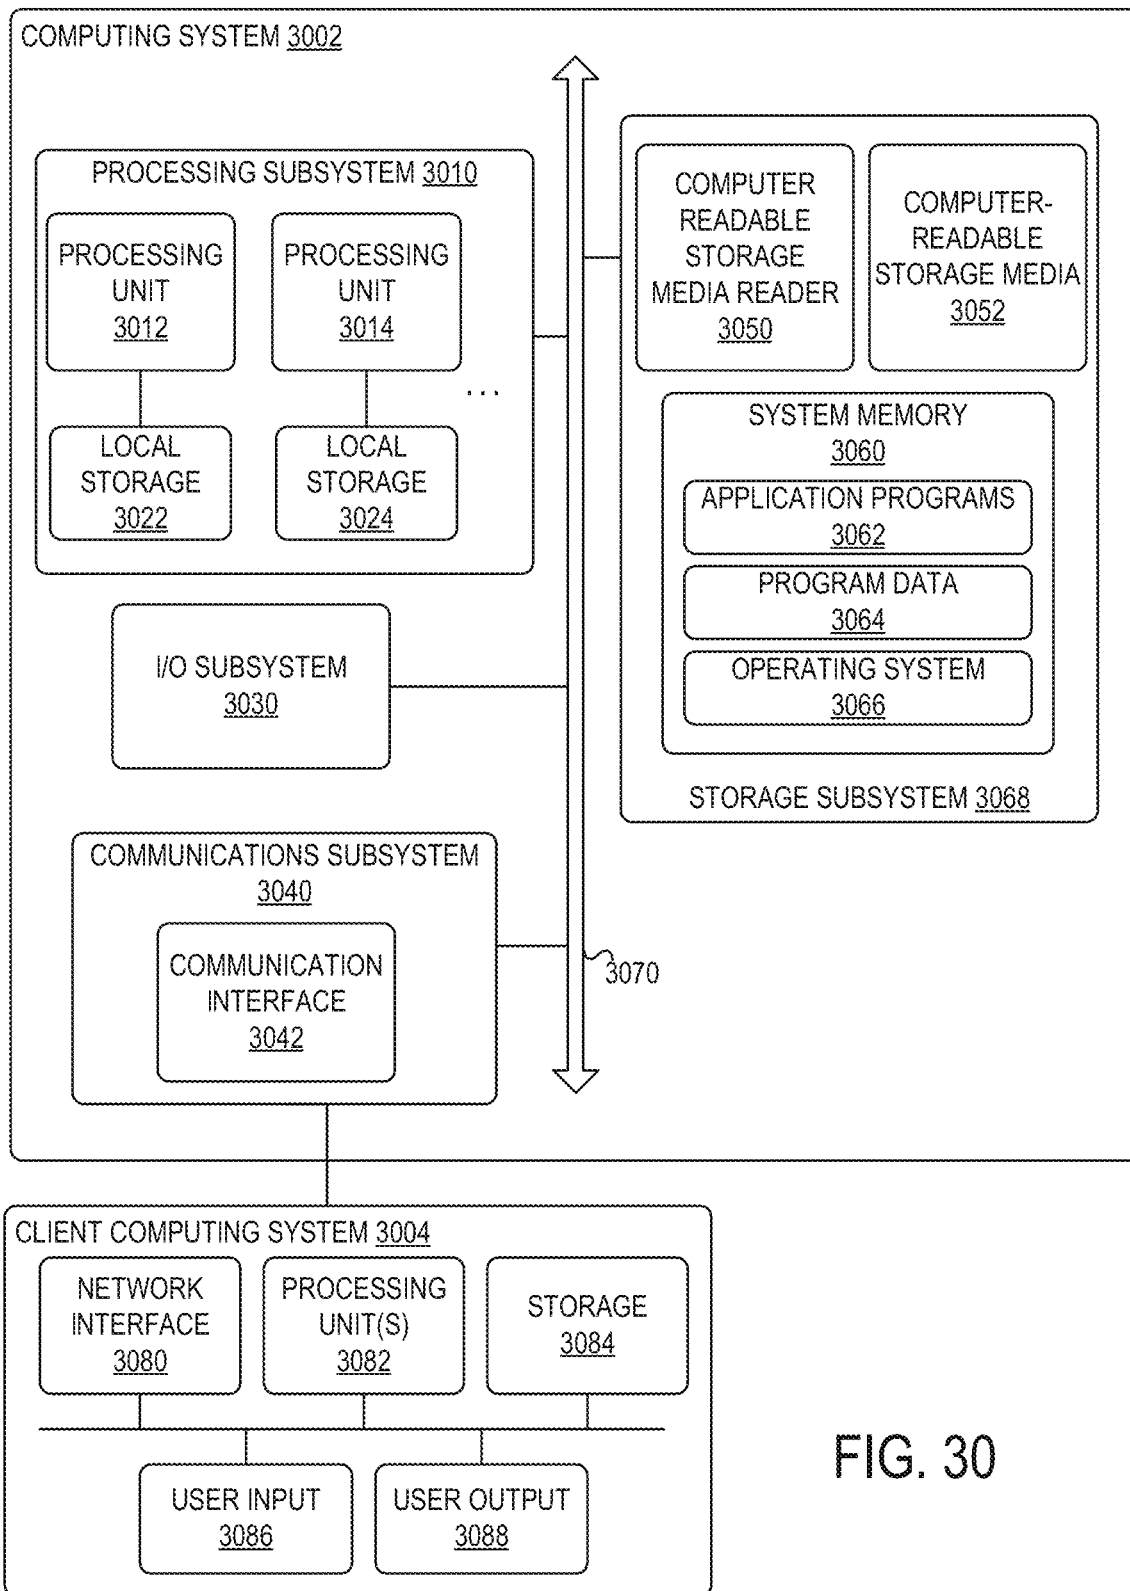 COMPUTING SYSTEM 3002
PROCESSING SUBSYSTEM 3010
PROCESSING
UNIT
3012
PROCESSING
UNIT
3014
...
LOCAL
STORAGE
3022
LOCAL
STORAGE
3024
I/O SUBSYSTEM
3030
COMMUNICATIONS SUBSYSTEM
3040
COMMUNICATION
INTERFACE
3042
3070
COMPUTER
READABLE
STORAGE
MEDIA READER
3050
COMPUTER-
READABLE
STORAGE MEDIA
3052
SYSTEM MEMORY
3060
APPLICATION PROGRAMS
3062
PROGRAM DATA
3064
OPERATING SYSTEM
3066
STORAGE SUBSYSTEM 3068
CLIENT COMPUTING SYSTEM 3004
NETWORK
INTERFACE
3080
PROCESSING
UNIT(S)
3082
STORAGE
3084
USER INPUT
3086
USER OUTPUT
3088
FIG. 30